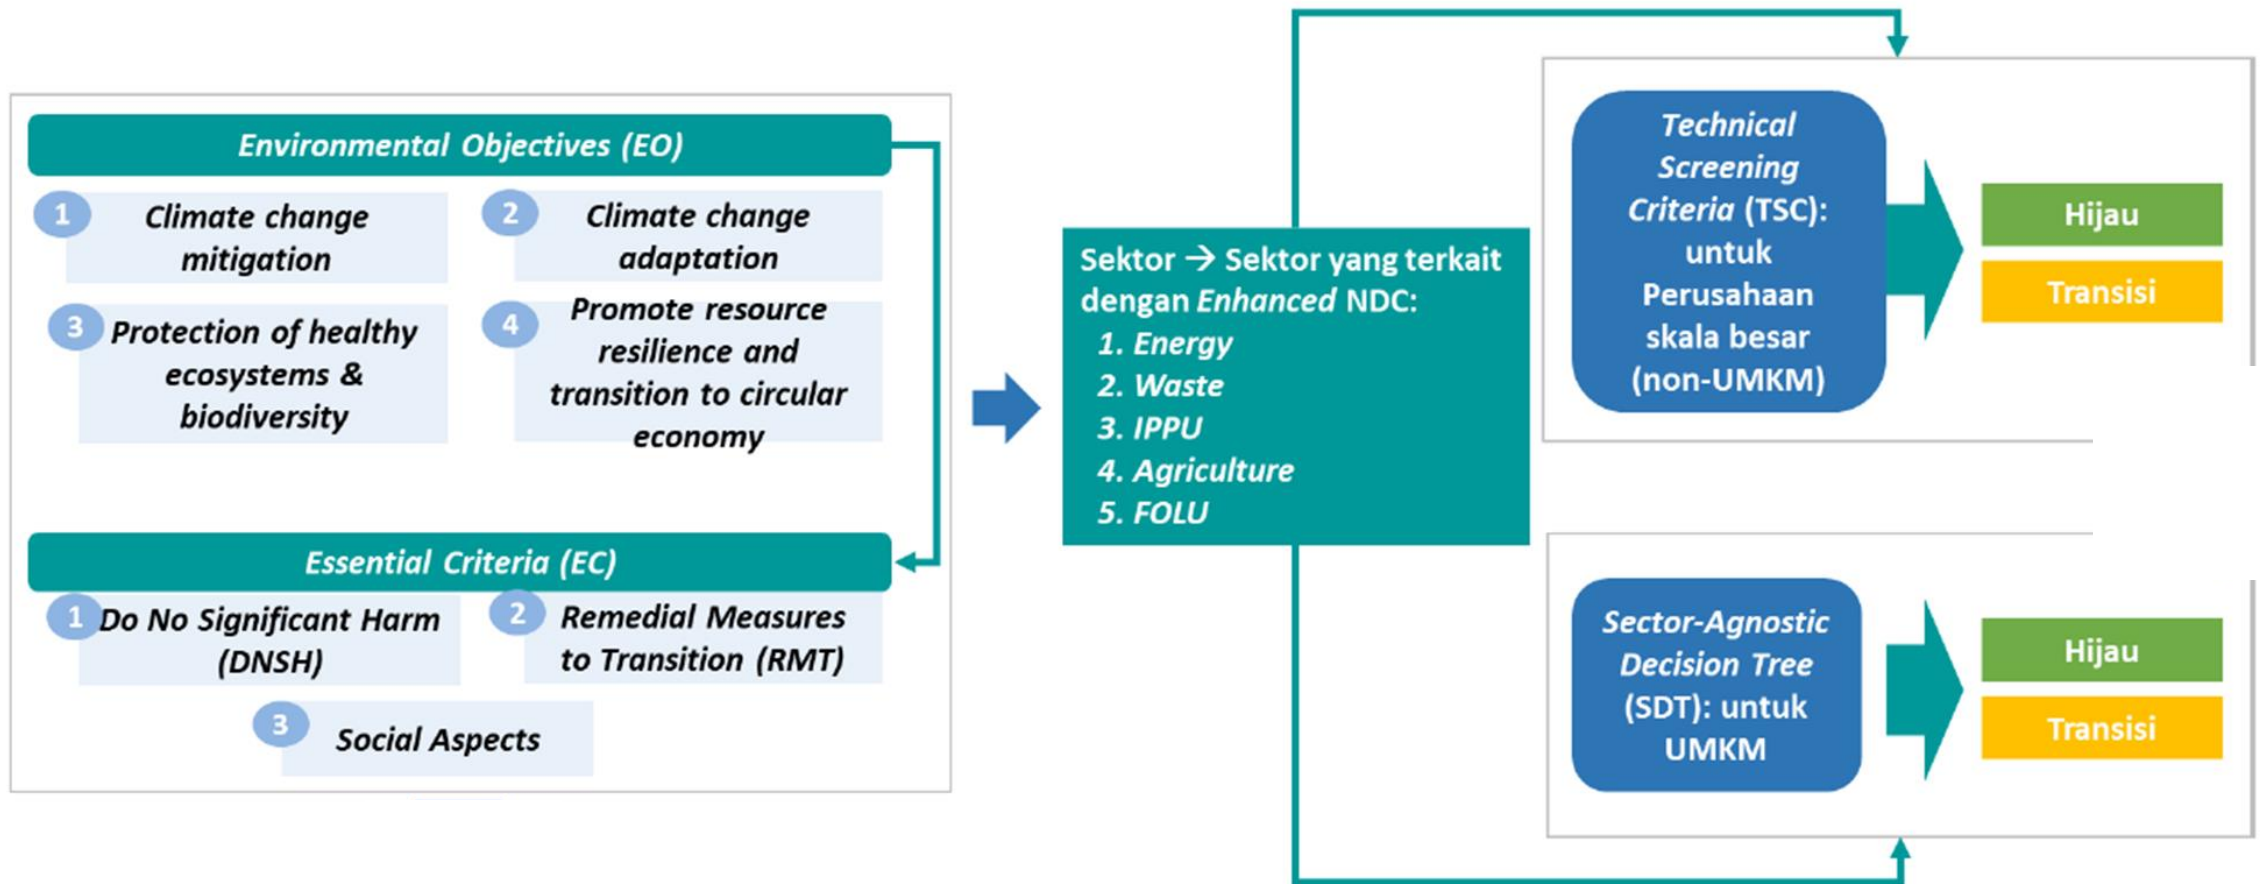 Environmental Objectives (EO)
1
Climate change
mitigation
2
Climate change
adaptation
3
Protection of healthy
ecosystems &
biodiversity
4
Promote resource
resilience and
transition to circular
economy
Essential Criteria (EC)
1
Do No Significant Harm
(DNSH)
2
Remedial Measures
to Transition (RMT)
3
Social Aspects
Sektor → Sektor yang terkait
dengan Enhanced NDC:
1. Energy
2. Waste
3. IPPU
4. Agriculture
5. FOLU
Technical
Screening
Criteria (TSC):
untuk
Perusahaan
skala besar
(non-UMKM)
Hijau
Transisi
Sector-Agnostic
Decision Tree
(SDT): untuk
UMKM
Hijau
Transisi